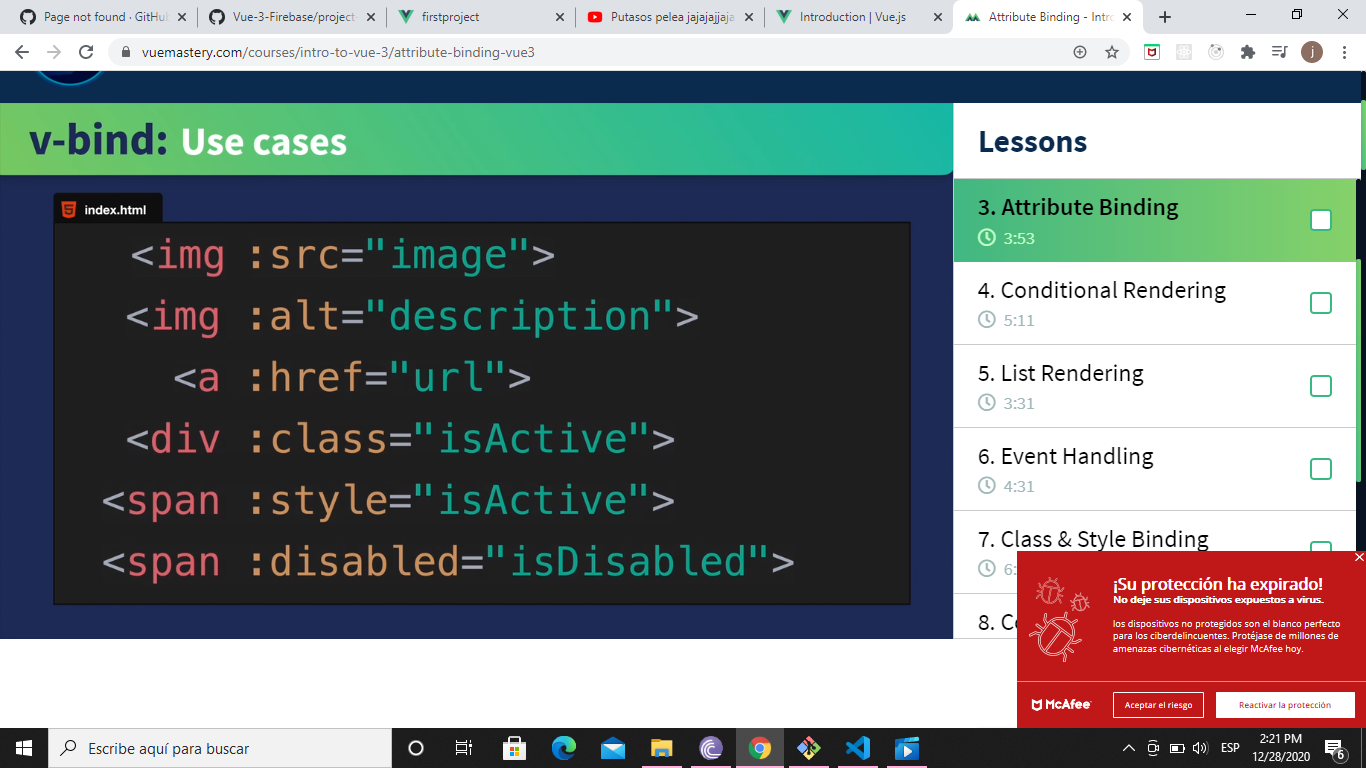 Page not found · GitHub
Vue-3-Firebase/project-
firstproject
Putasos pelea jajajajjaja
Introduction | Vue.js
Attribute Binding - Intro
vuemastery.com/courses/intro-to-vue-3/attribute-binding-vue3
j
v-bind: Use cases
index.html
<img :src="image">
<img :alt="description">
<a :href="url">
<div :class="isActive">
<span :style="isActive">
<span :disabled="isDisabled">
Lessons
3. Attribute Binding
3:53
4. Conditional Rendering
5:11
5. List Rendering
3:31
6. Event Handling
4:31
7. Class & Style Binding
6:
8. Co
¡Su protección ha expirado!
No deje sus dispositivos expuestos a virus.
los dispositivos no protegidos son el blanco perfecto
para los ciberdelincuentes. Protéjase de millones de
amenazas cibernéticas al elegir McAfee hoy.
McAfee
Aceptar el riesgo
Reactivar la protección
Escribe aquí para buscar
ESP
2:21 PM
12/28/2020
6